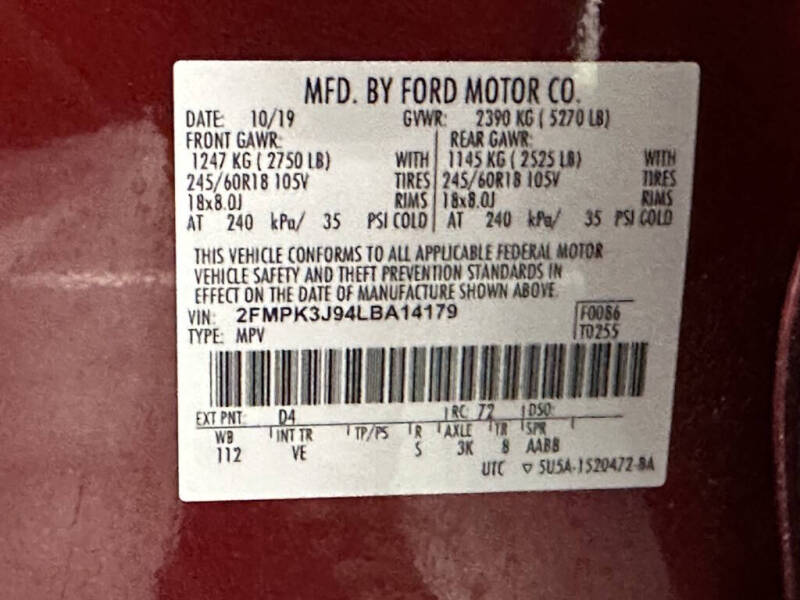 MFD. BY FORD MOTOR CO.
DATE: 10/19 GVWR: 2390 KG ( 5270 LB)
FRONT GAWR: REAR GAWR:
1247 KG ( 2750 LB) WITH 1145 KG ( 2525 LB) WITH
245/60R18 105V TIRES 245/60R18 105V TIRES
18x8.0J RIMS 18x8.0J RIMS
AT 240 kPa/ 35 PSI COLD AT 240 kPa/ 35 PSI COLD
THIS VEHICLE CONFORMS TO ALL APPLICABLE FEDERAL MOTOR
VEHICLE SAFETY AND THEFT PREVENTION STANDARDS IN
EFFECT ON THE DATE OF MANUFACTURE SHOWN ABOVE.
VIN: 2FMPK3J94LBA14179 F0086
TYPE: MPV T0255
EXT PNT: D4 RC: 72 DSO:
WB INT TR TP/PS R AXLE TR SPR
112 VE S 3K 8 AABB
UTC ▽ 5U5A-1520472-BA